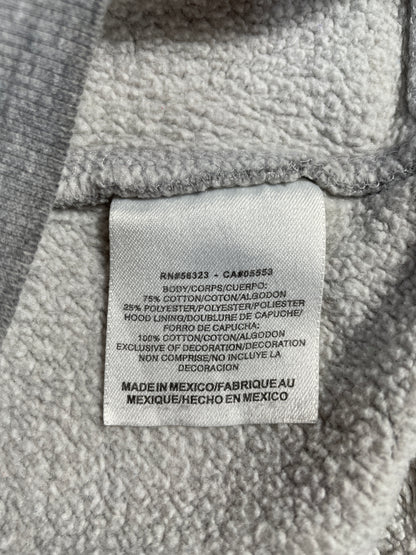 RN#56323 - CA#05553
BODY/CORPS/CUERPO:
75% COTTON/COTON/ALGODON
25% POLYESTER/POLYESTER/POLIESTER
HOOD LINING/DOUBLURE DE CAPUCHE/
FORRO DE CAPUCHA:
100% COTTON/COTON/ALGODON
EXCLUSIVE OF DECORATION/DECORATION
NON COMPRISE/NO INCLUYE LA
DECORACION
MADE IN MEXICO/FABRIQUE AU
MEXIQUE/HECHO EN MEXICO